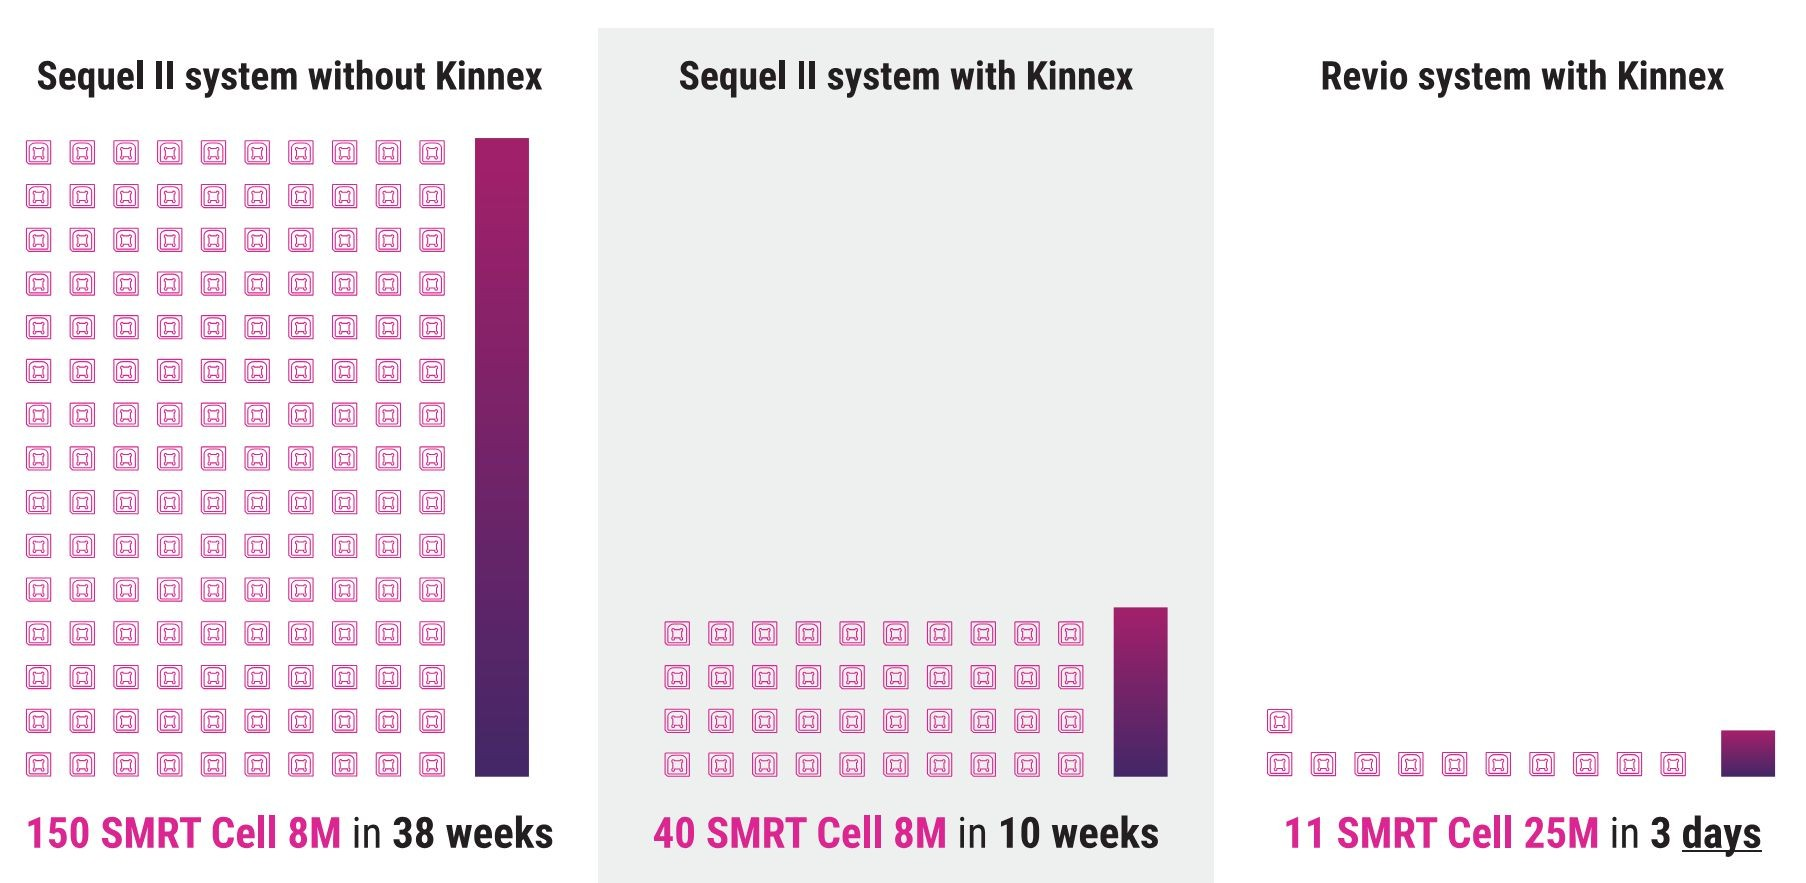 Sequel II system without Kinnex
Sequel II system with Kinnex
Revio system with Kinnex
150 SMRT Cell 8M in 38 weeks
40 SMRT Cell 8M in 10 weeks
11 SMRT Cell 25M in 3 days